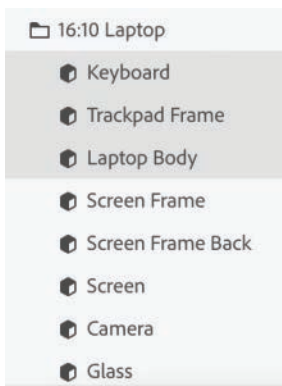 16:10 Laptop
Keyboard
Trackpad Frame
Laptop Body
Screen Frame
Screen Frame Back
Screen
Camera
Glass